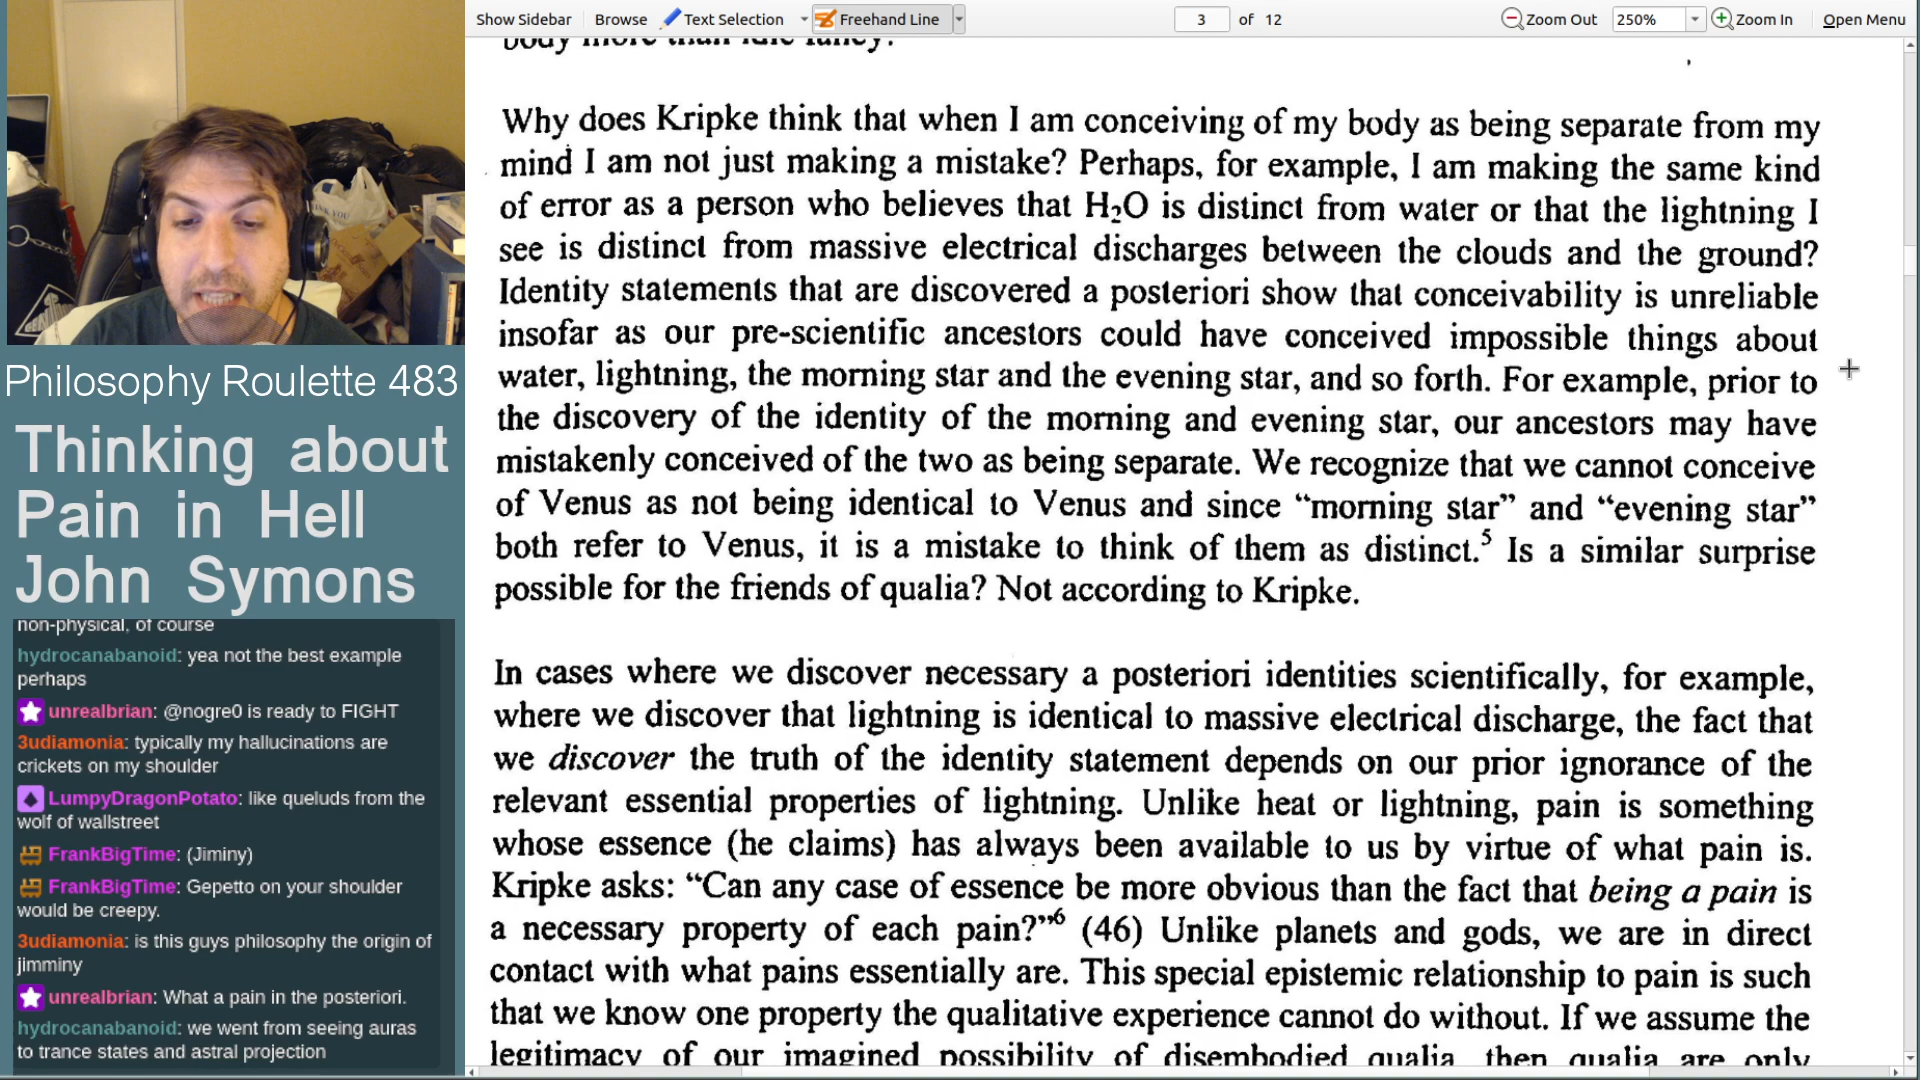 Show Sidebar Browse Text Selection Freehand Line 3 of 12 Zoom Out 250% Zoom In Open Menu
body more than idle fancy.
Why does Kripke think that when I am conceiving of my body as being separate from my
mind I am not just making a mistake? Perhaps, for example, I am making the same kind
of error as a person who believes that H₂O is distinct from water or that the lightning I
see is distinct from massive electrical discharges between the clouds and the ground?
Identity statements that are discovered a posteriori show that conceivability is unreliable
insofar as our pre-scientific ancestors could have conceived impossible things about
water, lightning, the morning star and the evening star, and so forth. For example, prior to
the discovery of the identity of the morning and evening star, our ancestors may have
mistakenly conceived of the two as being separate. We recognize that we cannot conceive
of Venus as not being identical to Venus and since “morning star” and “evening star”
both refer to Venus, it is a mistake to think of them as distinct.⁵ Is a similar surprise
possible for the friends of qualia? Not according to Kripke.
In cases where we discover necessary a posteriori identities scientifically, for example,
where we discover that lightning is identical to massive electrical discharge, the fact that
we discover the truth of the identity statement depends on our prior ignorance of the
relevant essential properties of lightning. Unlike heat or lightning, pain is something
whose essence (he claims) has always been available to us by virtue of what pain is.
Kripke asks: “Can any case of essence be more obvious than the fact that being a pain is
a necessary property of each pain?”⁶ (46) Unlike planets and gods, we are in direct
contact with what pains essentially are. This special epistemic relationship to pain is such
that we know one property the qualitative experience cannot do without. If we assume the
legitimacy of our imagined possibility of disembodied qualia, then qualia are only
Philosophy Roulette 483
Thinking about
Pain in Hell
John Symons
non-physical, of course
hydrocanabanoid: yea not the best example
perhaps
unrealbrian: @nogre0 is ready to FIGHT
3udiamonia: typically my hallucinations are
crickets on my shoulder
LumpyDragonPotato: like queluds from the
wolf of wallstreet
FrankBigTime: (Jiminy)
FrankBigTime: Gepetto on your shoulder
would be creepy.
3udiamonia: is this guys philosophy the origin of
jimminy
unrealbrian: What a pain in the posteriori.
hydrocanabanoid: we went from seeing auras
to trance states and astral projection